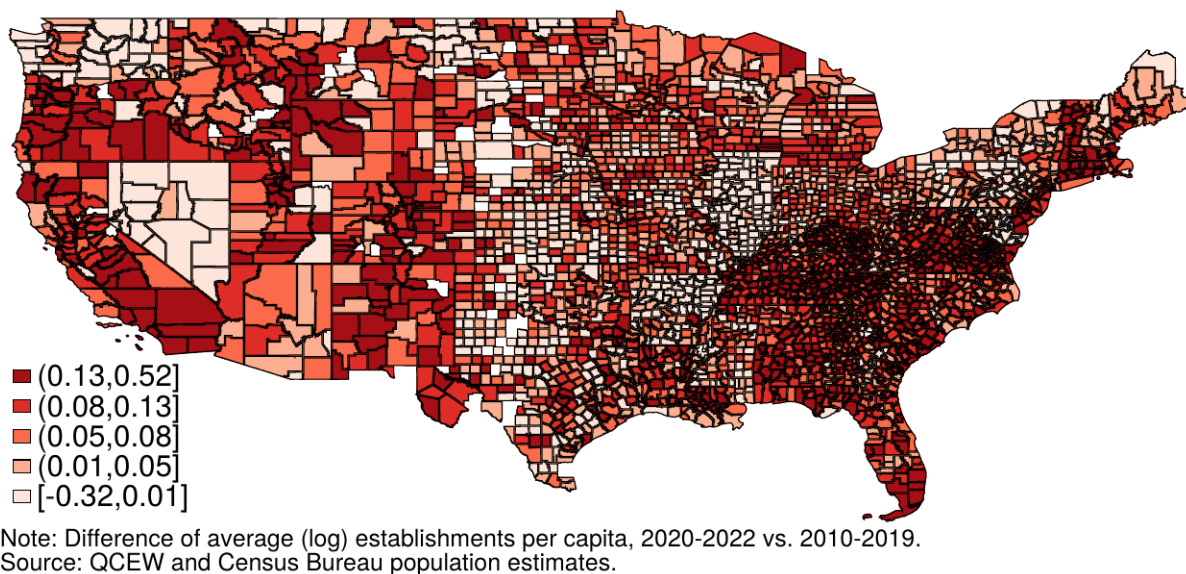 (0.13,0.52]
(0.08,0.13]
(0.05,0.08]
(0.01,0.05]
[-0.32,0.01]
Note: Difference of average (log) establishments per capita, 2020-2022 vs. 2010-2019.
Source: QCEW and Census Bureau population estimates.